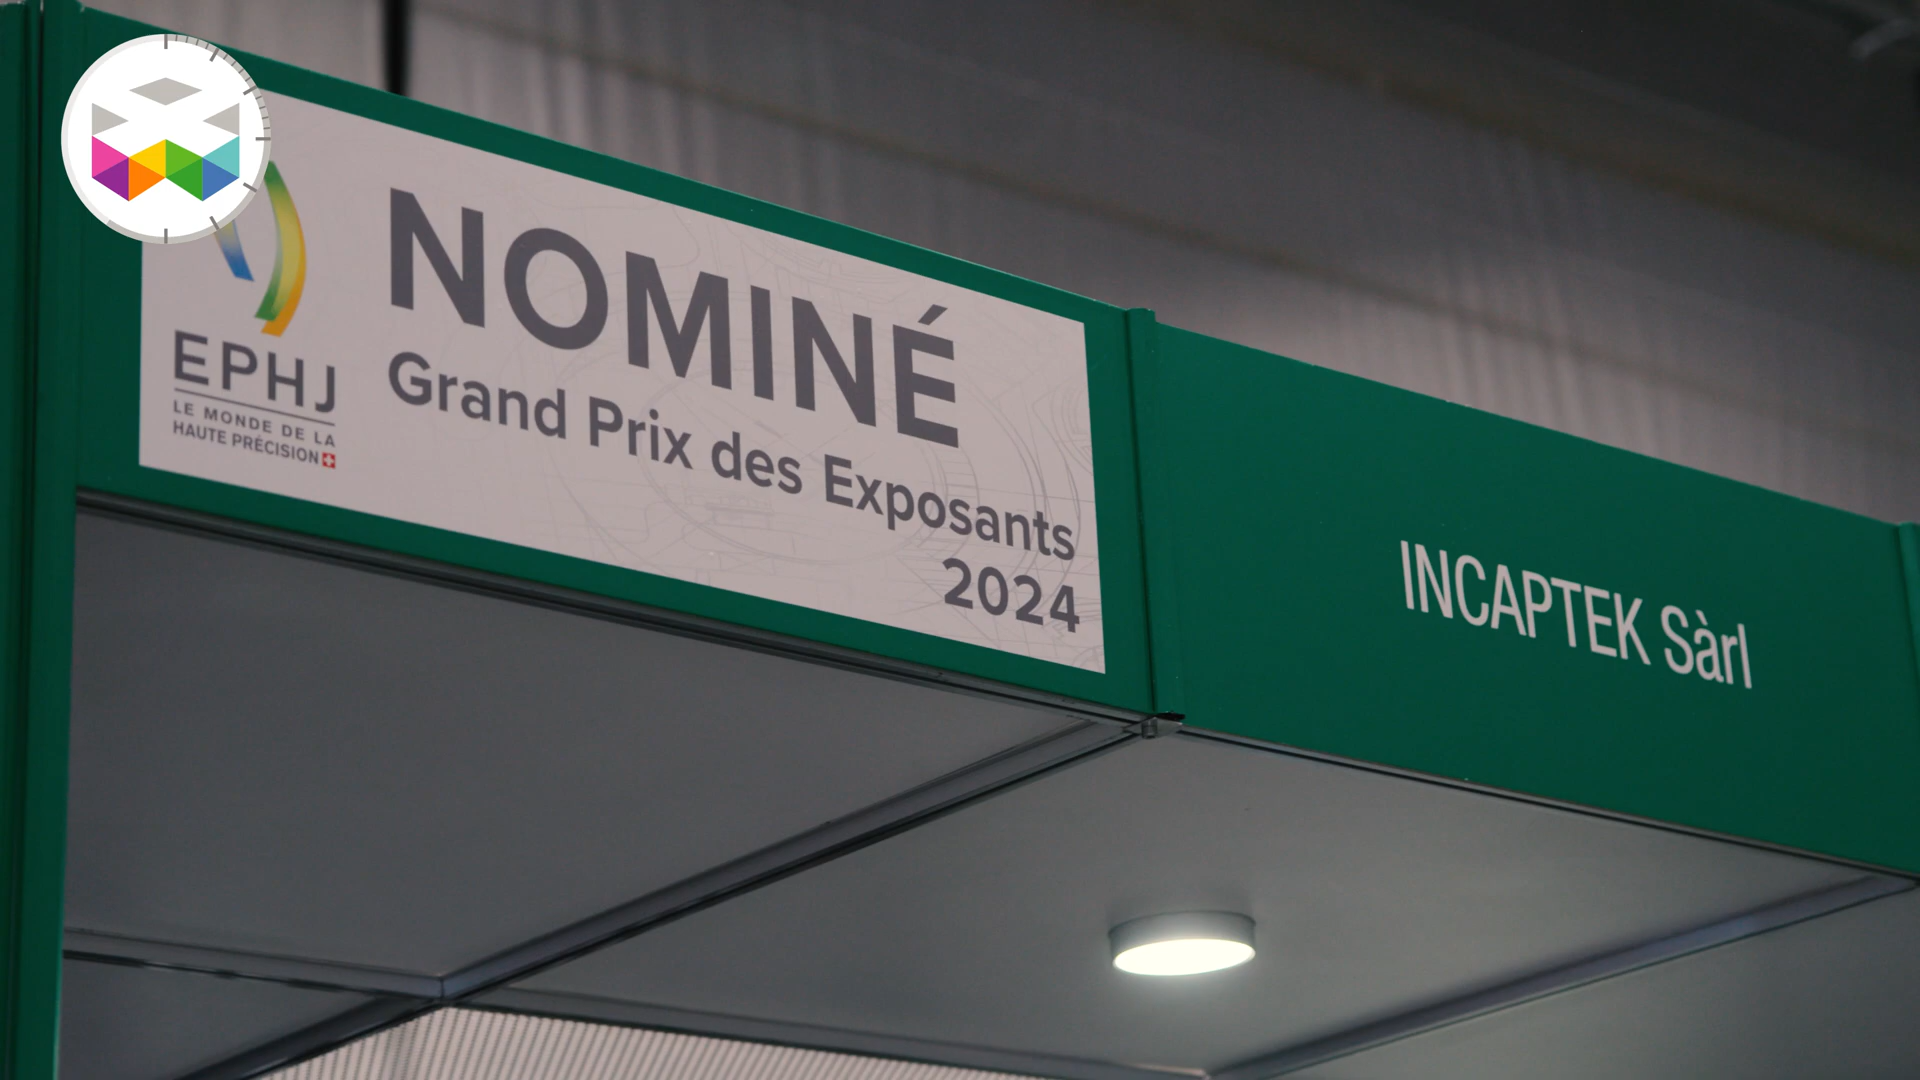 NOMINÉ
Grand Prix des Exposants
2024
EPHJ
LE MONDE DE LA
HAUTE PRÉCISION
INCAPTEK Sàrl